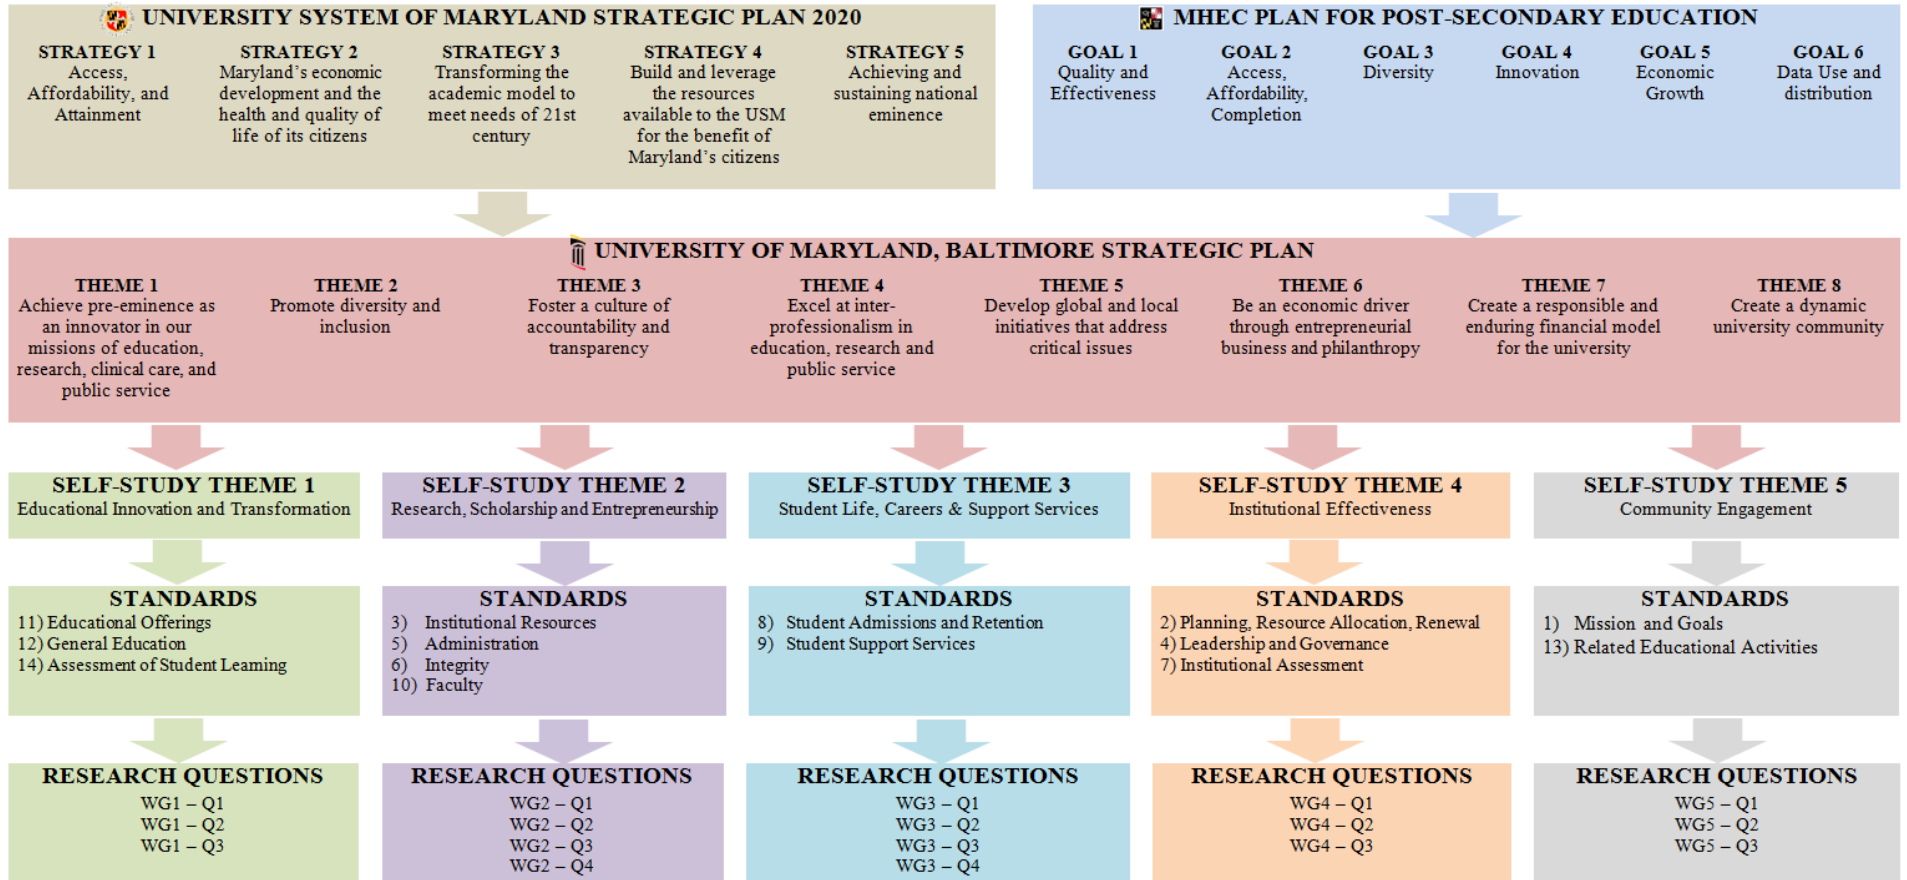 UNIVERSITY SYSTEM OF MARYLAND STRATEGIC PLAN 2020
STRATEGY 1
Access,
Affordability, and
Attainment
STRATEGY 2
Maryland's economic
development and the
health and quality of
life of its citizens
STRATEGY 3
Transforming the
academic model to
meet needs of 21st
century
STRATEGY 4
Build and leverage
the resources
available to the USM
for the benefit of
Maryland's citizens
STRATEGY 5
Achieving and
sustaining national
eminence
MHEC PLAN FOR POST-SECONDARY EDUCATION
GOAL 1
Quality and
Effectiveness
GOAL 2
Access,
Affordability,
Completion
GOAL 3
Diversity
GOAL 4
Innovation
GOAL 5
Economic
Growth
GOAL 6
Data Use and
distribution
UNIVERSITY OF MARYLAND, BALTIMORE STRATEGIC PLAN
THEME 1
Achieve pre-eminence as
an innovator in our
missions of education,
research, clinical care, and
public service
THEME 2
Promote diversity and
inclusion
THEME 3
Foster a culture of
accountability and
transparency
THEME 4
Excel at inter-
professionalism in
education, research and
public service
THEME 5
Develop global and local
initiatives that address
critical issues
THEME 6
Be an economic driver
through entrepreneurial
business and philanthropy
THEME 7
Create a responsible and
enduring financial model
for the university
THEME 8
Create a dynamic
university community
SELF-STUDY THEME 1
Educational Innovation and Transformation
STANDARDS
11) Educational Offerings
12) General Education
14) Assessment of Student Learning
RESEARCH QUESTIONS
WG1 – Q1
WG1 – Q2
WG1 – Q3
SELF-STUDY THEME 2
Research, Scholarship and Entrepreneurship
STANDARDS
3) Institutional Resources
5) Administration
6) Integrity
10) Faculty
RESEARCH QUESTIONS
WG2 – Q1
WG2 – Q2
WG2 – Q3
WG2 – Q4
SELF-STUDY THEME 3
Student Life, Careers & Support Services
STANDARDS
8) Student Admissions and Retention
9) Student Support Services
RESEARCH QUESTIONS
WG3 – Q1
WG3 – Q2
WG3 – Q3
WG3 – Q4
SELF-STUDY THEME 4
Institutional Effectiveness
STANDARDS
2) Planning, Resource Allocation, Renewal
4) Leadership and Governance
7) Institutional Assessment
RESEARCH QUESTIONS
WG4 – Q1
WG4 – Q2
WG4 – Q3
SELF-STUDY THEME 5
Community Engagement
STANDARDS
1) Mission and Goals
13) Related Educational Activities
RESEARCH QUESTIONS
WG5 – Q1
WG5 – Q2
WG5 – Q3